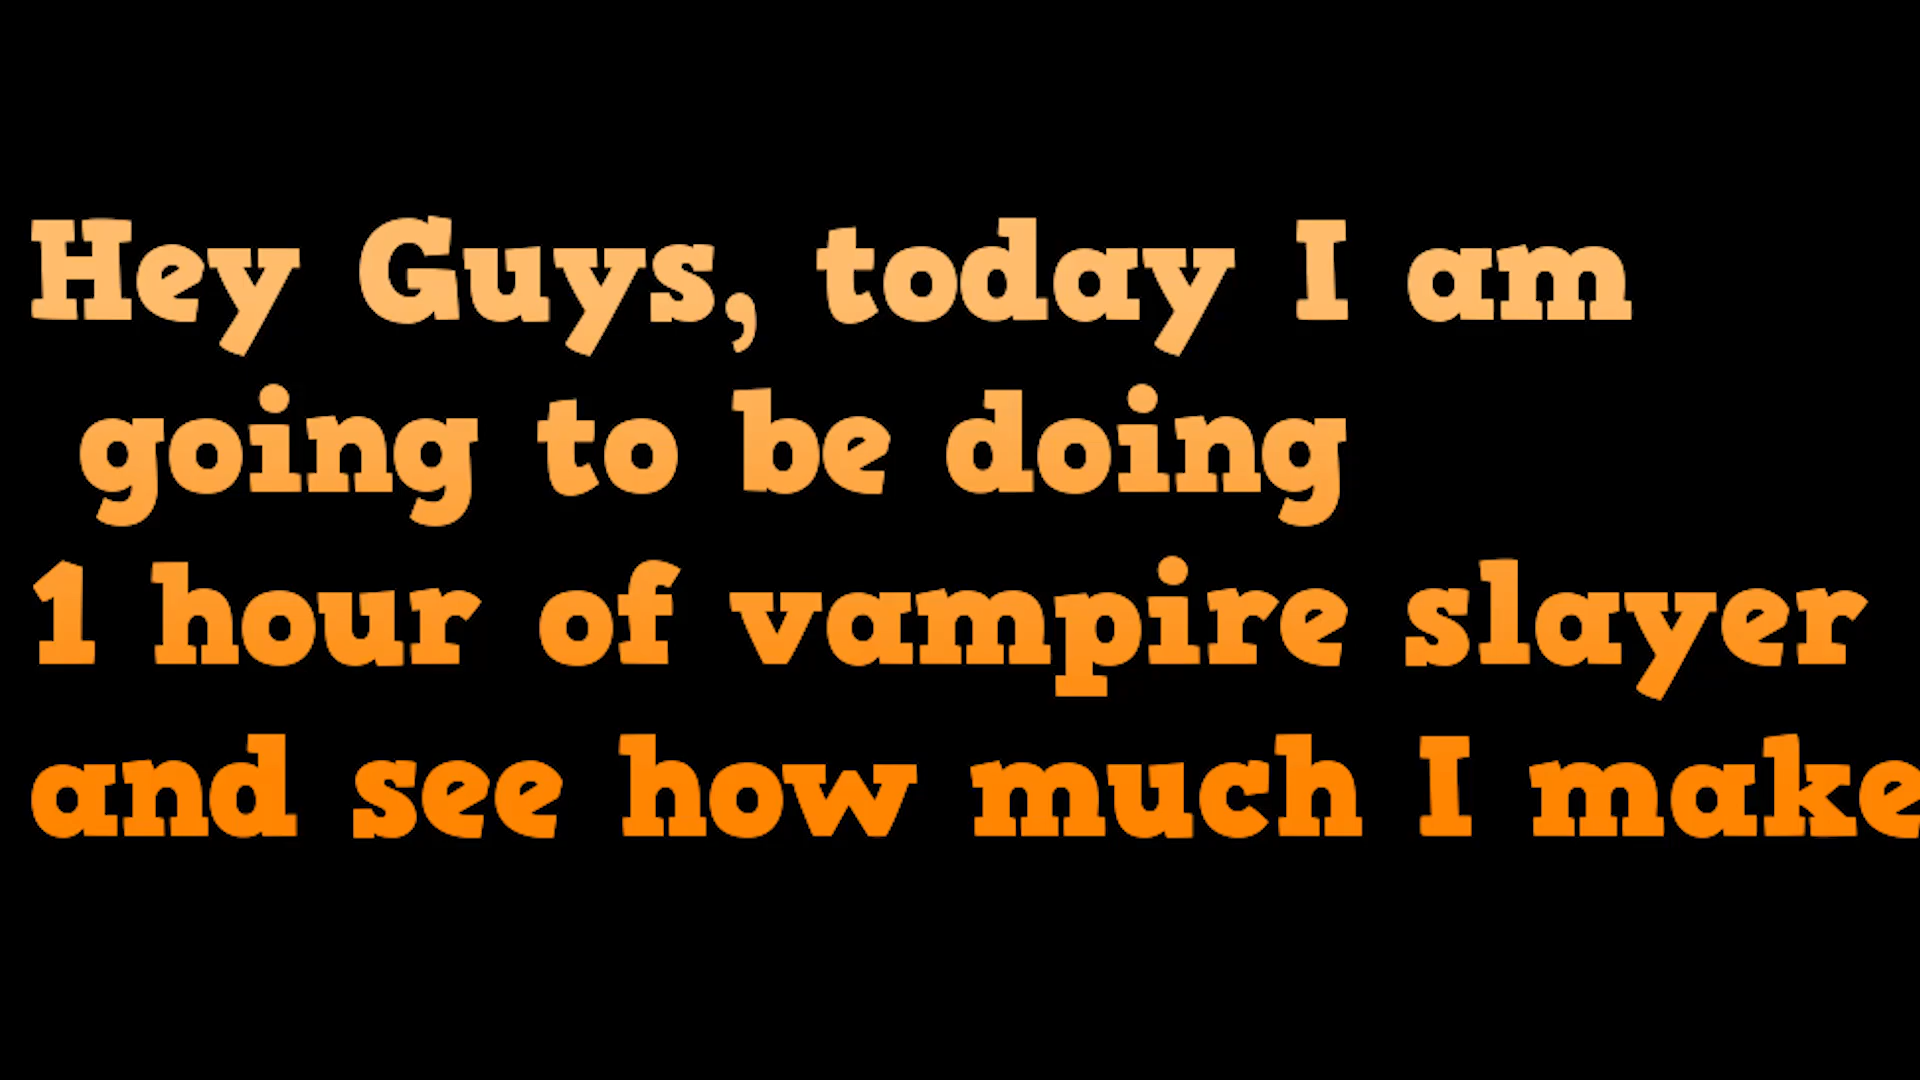 Hey Guys, today I am
going to be doing
1 hour of vampire slayer
and see how much I make